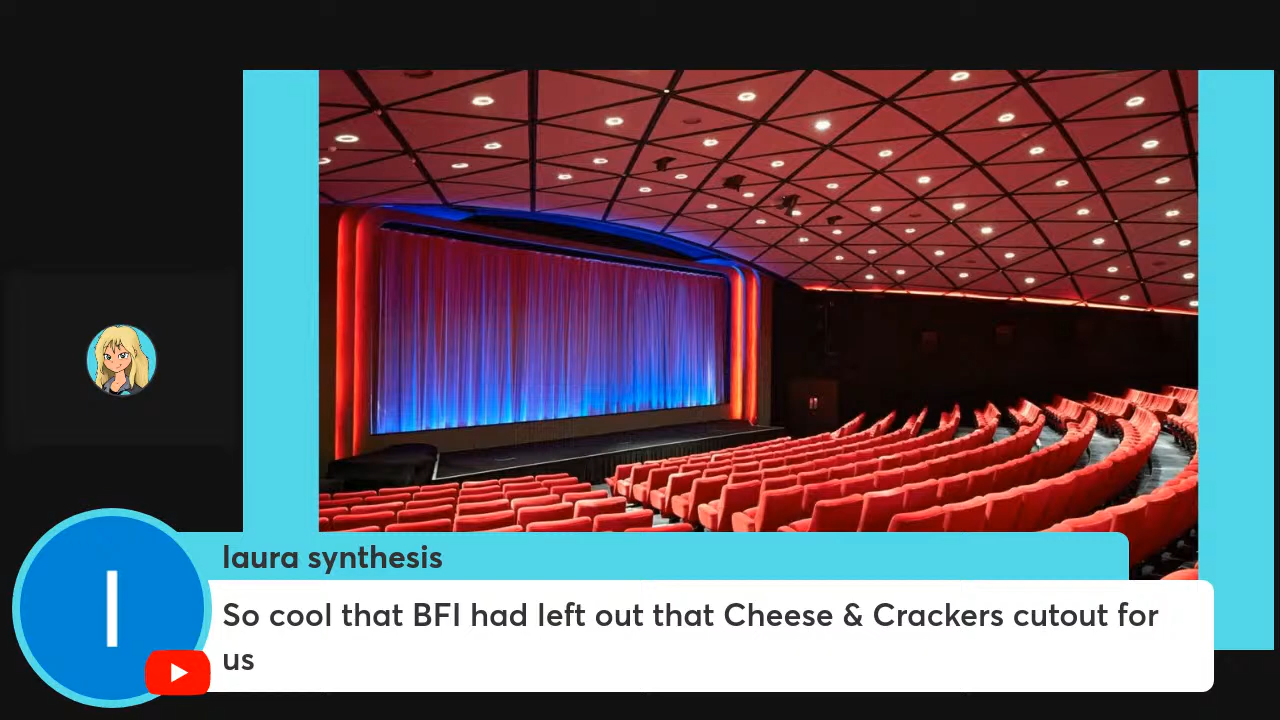 laura synthesis
So cool that BFI had left out that Cheese & Crackers cutout for
us